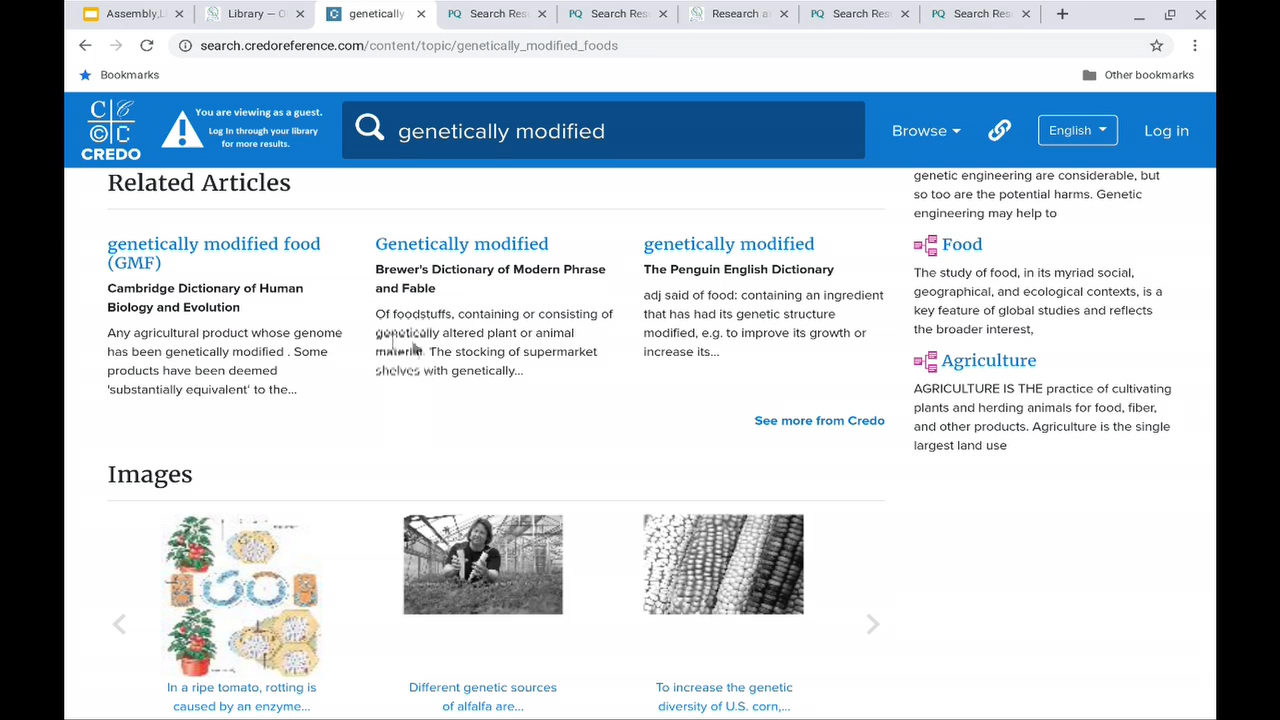 Assembly,L
Library — O
genetically
PQ Search Res
PQ Search Res
Research a
PQ Search Res
PQ Search Res
search.credoreference.com/content/topic/genetically_modified_foods
Bookmarks
Other bookmarks
C C
© C
CREDO
You are viewing as a guest.
Log In through your library
for more results.
genetically modified
Browse
English
Log in
Related Articles
genetically modified food
(GMF)
Cambridge Dictionary of Human
Biology and Evolution
Any agricultural product whose genome
has been genetically modified . Some
products have been deemed
'substantially equivalent' to the...
Genetically modified
Brewer's Dictionary of Modern Phrase
and Fable
Of foodstuffs, containing or consisting of
genetically altered plant or animal
material. The stocking of supermarket
shelves with genetically...
genetically modified
The Penguin English Dictionary
adj said of food: containing an ingredient
that has had its genetic structure
modified, e.g. to improve its growth or
increase its...
See more from Credo
genetic engineering are considerable, but
so too are the potential harms. Genetic
engineering may help to
Food
The study of food, in its myriad social,
geographical, and ecological contexts, is a
key feature of global studies and reflects
the broader interest,
Agriculture
AGRICULTURE IS THE practice of cultivating
plants and herding animals for food, fiber,
and other products. Agriculture is the single
largest land use
Images
In a ripe tomato, rotting is
caused by an enzyme...
Different genetic sources
of alfalfa are...
To increase the genetic
diversity of U.S. corn,...